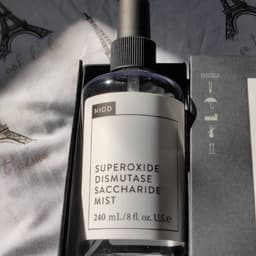 NIOD
SUPEROXIDE
DISMUTASE
SACCHARIDE
MIST
240 mL/8 fl. oz. U.S.e